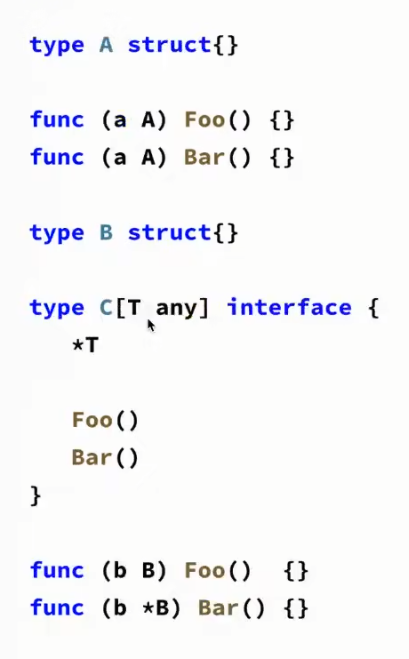 type A struct{}
func (a A) Foo() {}
func (a A) Bar() {}
type B struct{}
type C[T any] interface {
*T
Foo()
Bar()
}
func (b B) Foo()  {}
func (b *B) Bar() {}